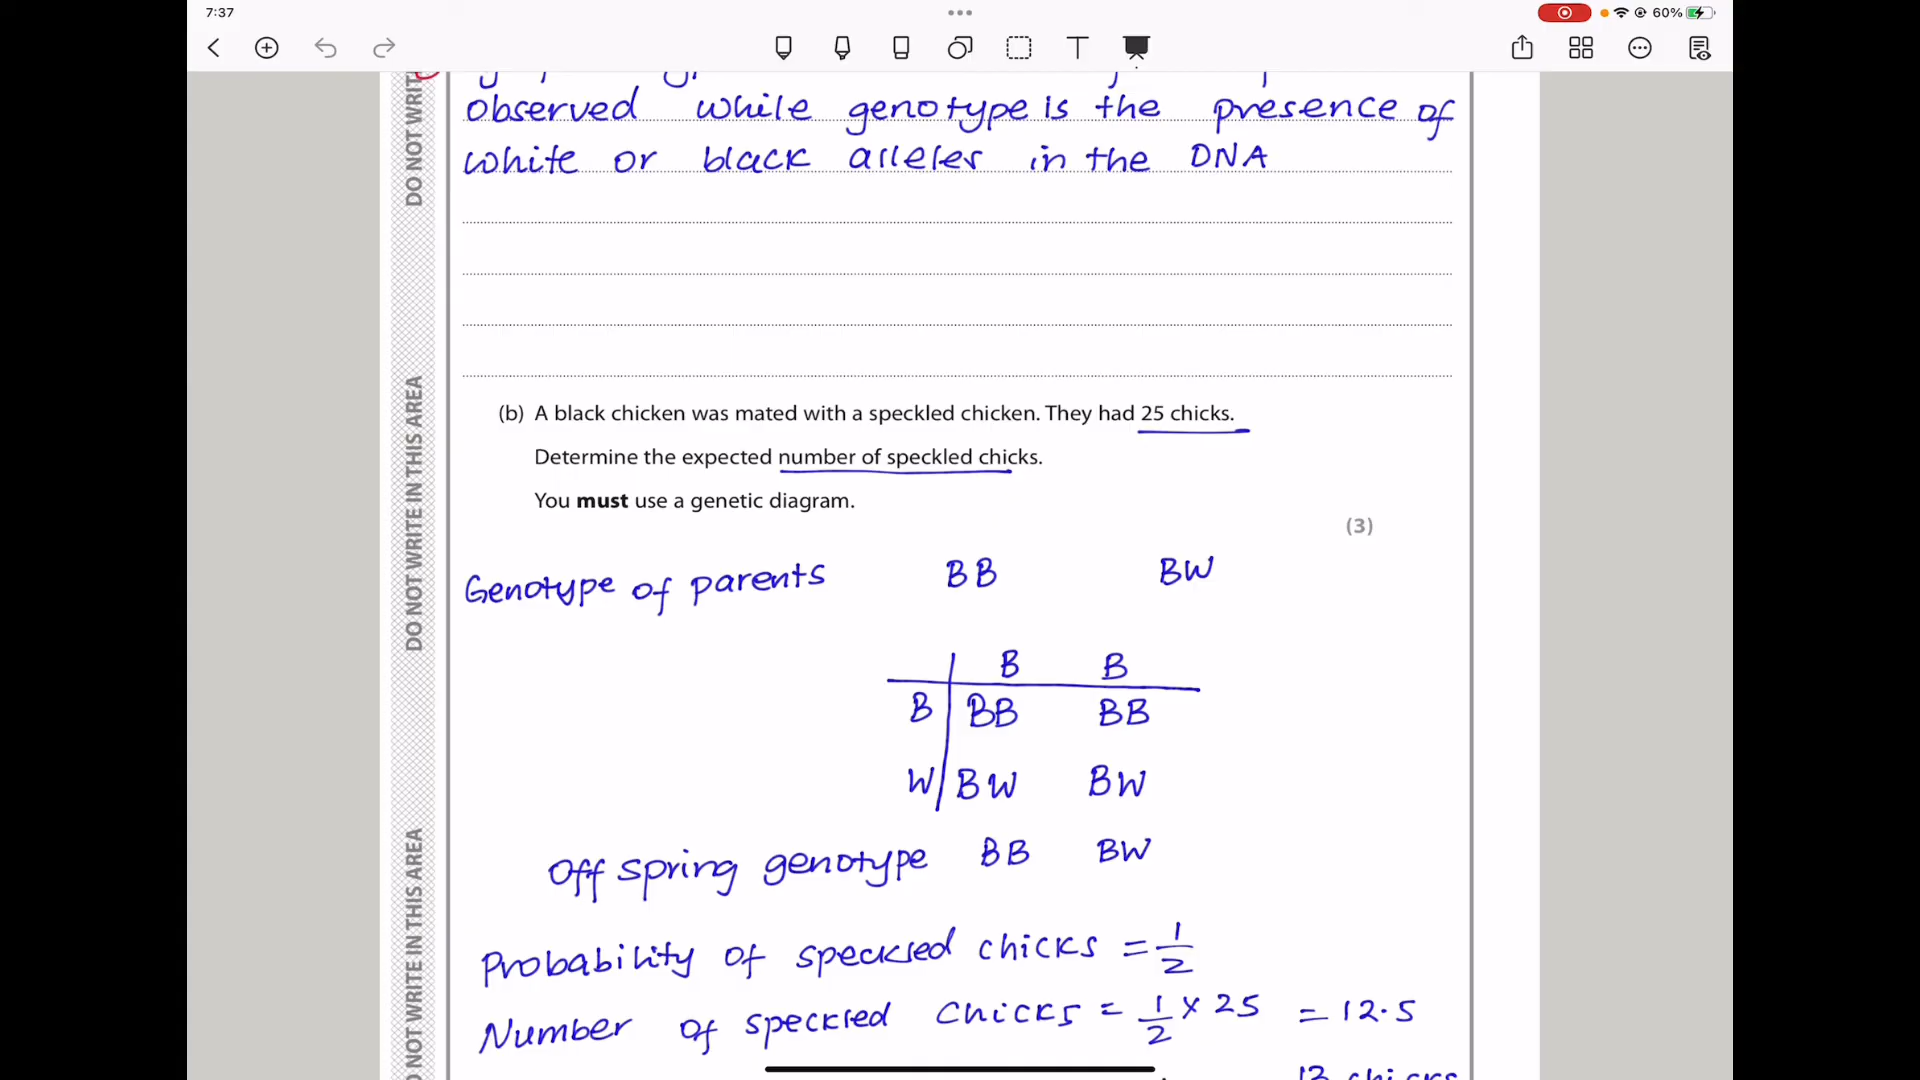 7:37
60%
observed while genotype is the presence of
white or black alleles in the DNA
(b) A black chicken was mated with a speckled chicken. They had 25 chicks.
Determine the expected number of speckled chicks.
You must use a genetic diagram.
(3)
Genotype of parents BB BW
B B
B BB BB
W BW BW
Off spring genotype BB BW
Probability of speckled chicks = 1/2
Number of speckled chicks = 1/2 x 25 = 12.5
DO NOT WRITE IN THIS AREA
DO NOT WRITE IN THIS AREA
DO NOT WRIT